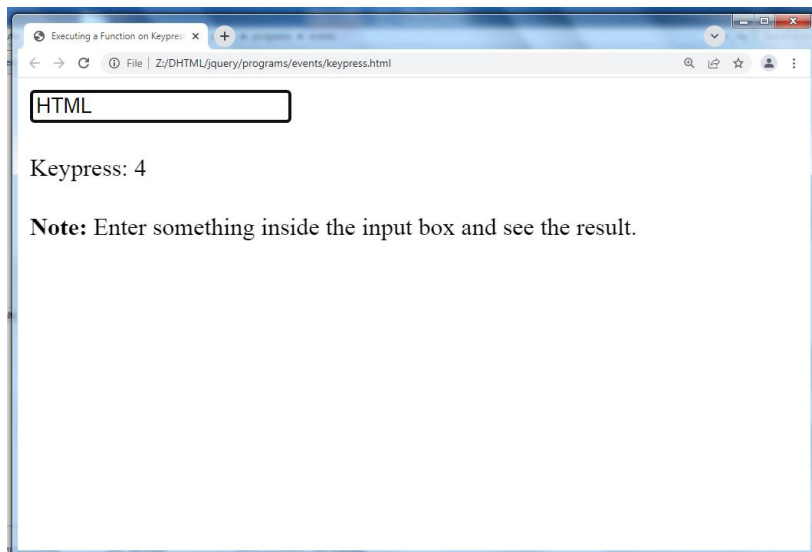 Executing a Function on Keypres
File
Z:/DHTML/jquery/programs/events/keypress.html
HTML
Keypress: 4
Note: Enter something inside the input box and see the result.